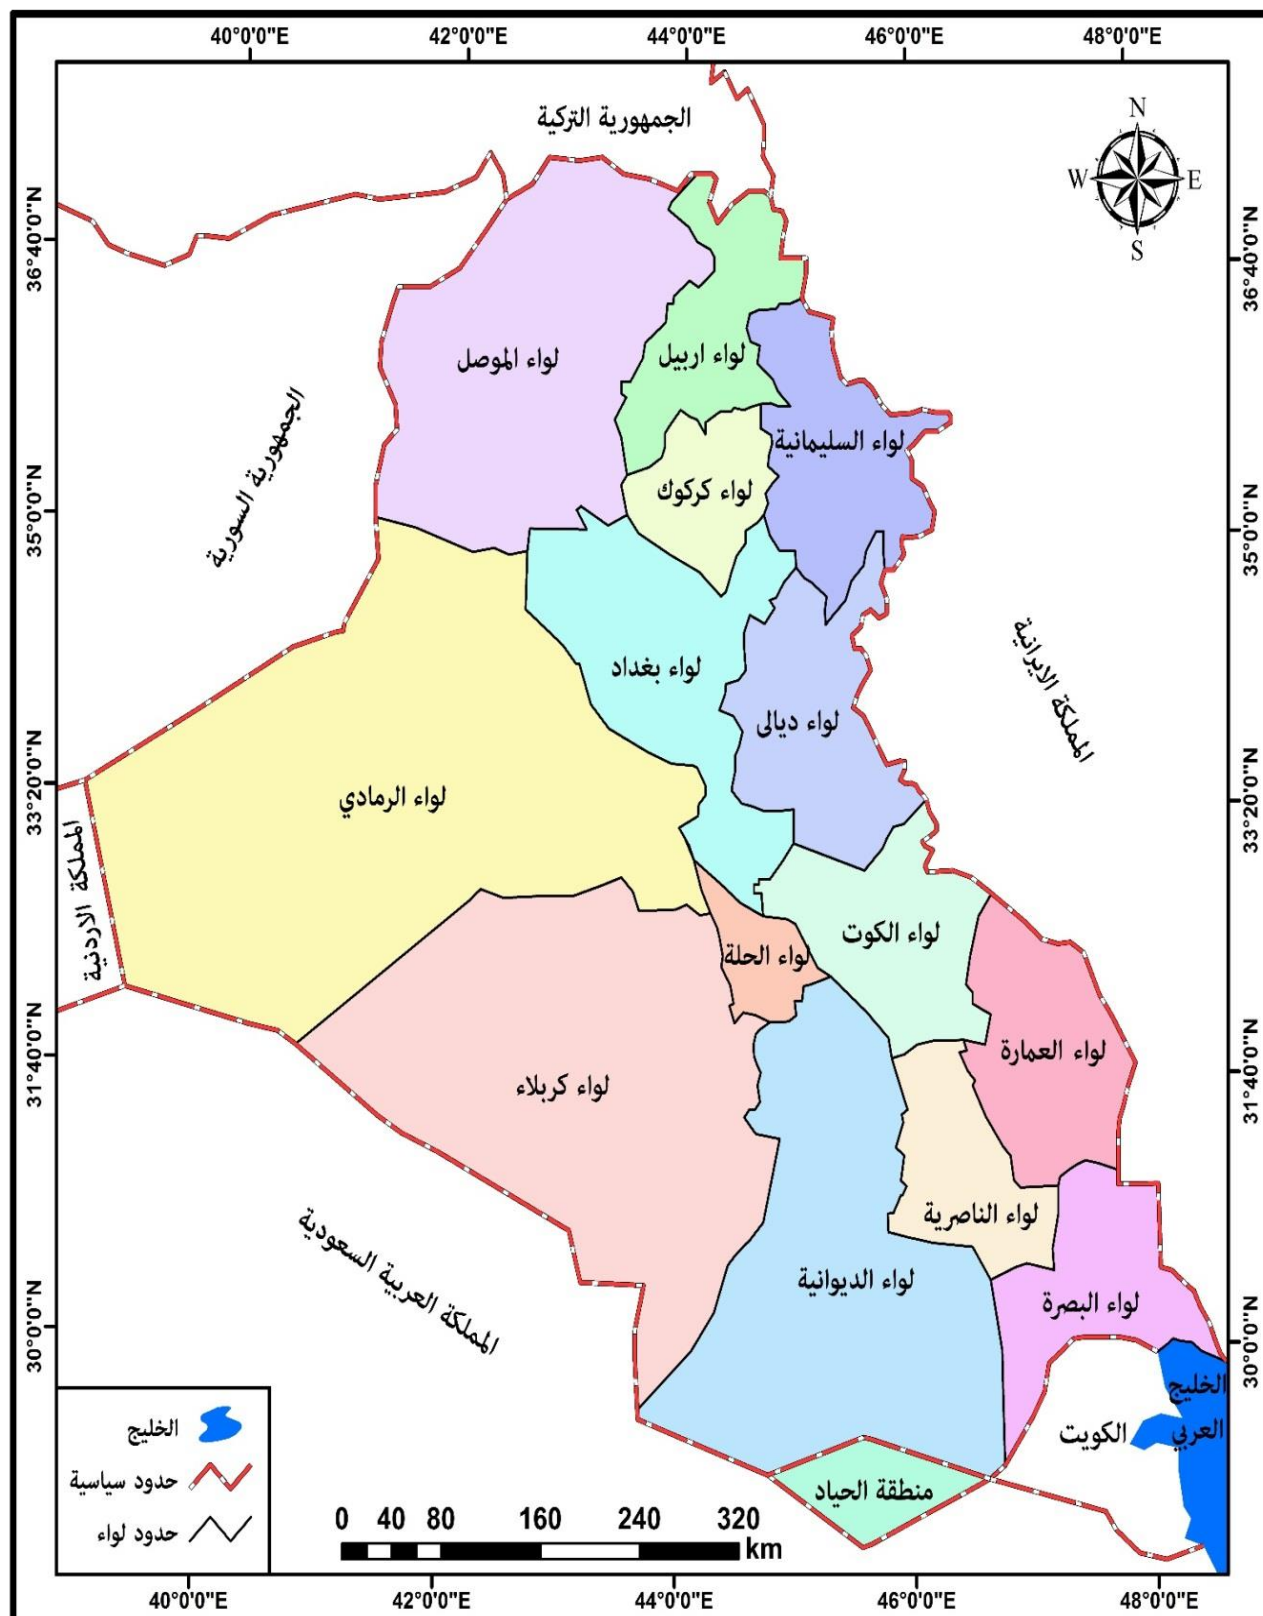 40°0'0"E
42°0'0"E
44°0'0"E
46°0'0"E
48°0'0"E
الجمهورية التركية
N
W
E
S
36°40'0"N
36°40'0"N
لواء الموصل
لواء اربيل
لواء السليمانية
الجمهورية السورية
لواء كركوك
35°0'0"N
35°0'0"N
لواء بغداد
المملكة الايرانية
لواء ديالى
33°20'0"N
33°20'0"N
لواء الرمادي
المملكة الاردنية
لواء الكوت
لواء الحلة
31°40'0"N
31°40'0"N
لواء العمارة
لواء كربلاء
لواء الناصرية
المملكة العربية السعودية
لواء الديوانية
لواء البصرة
30°0'0"N
30°0'0"N
الخليج
العربي
الكويت
منطقة الحياد
الخليج
حدود سياسية
حدود لواء
0 40 80 160 240 320
km
40°0'0"E
42°0'0"E
44°0'0"E
46°0'0"E
48°0'0"E